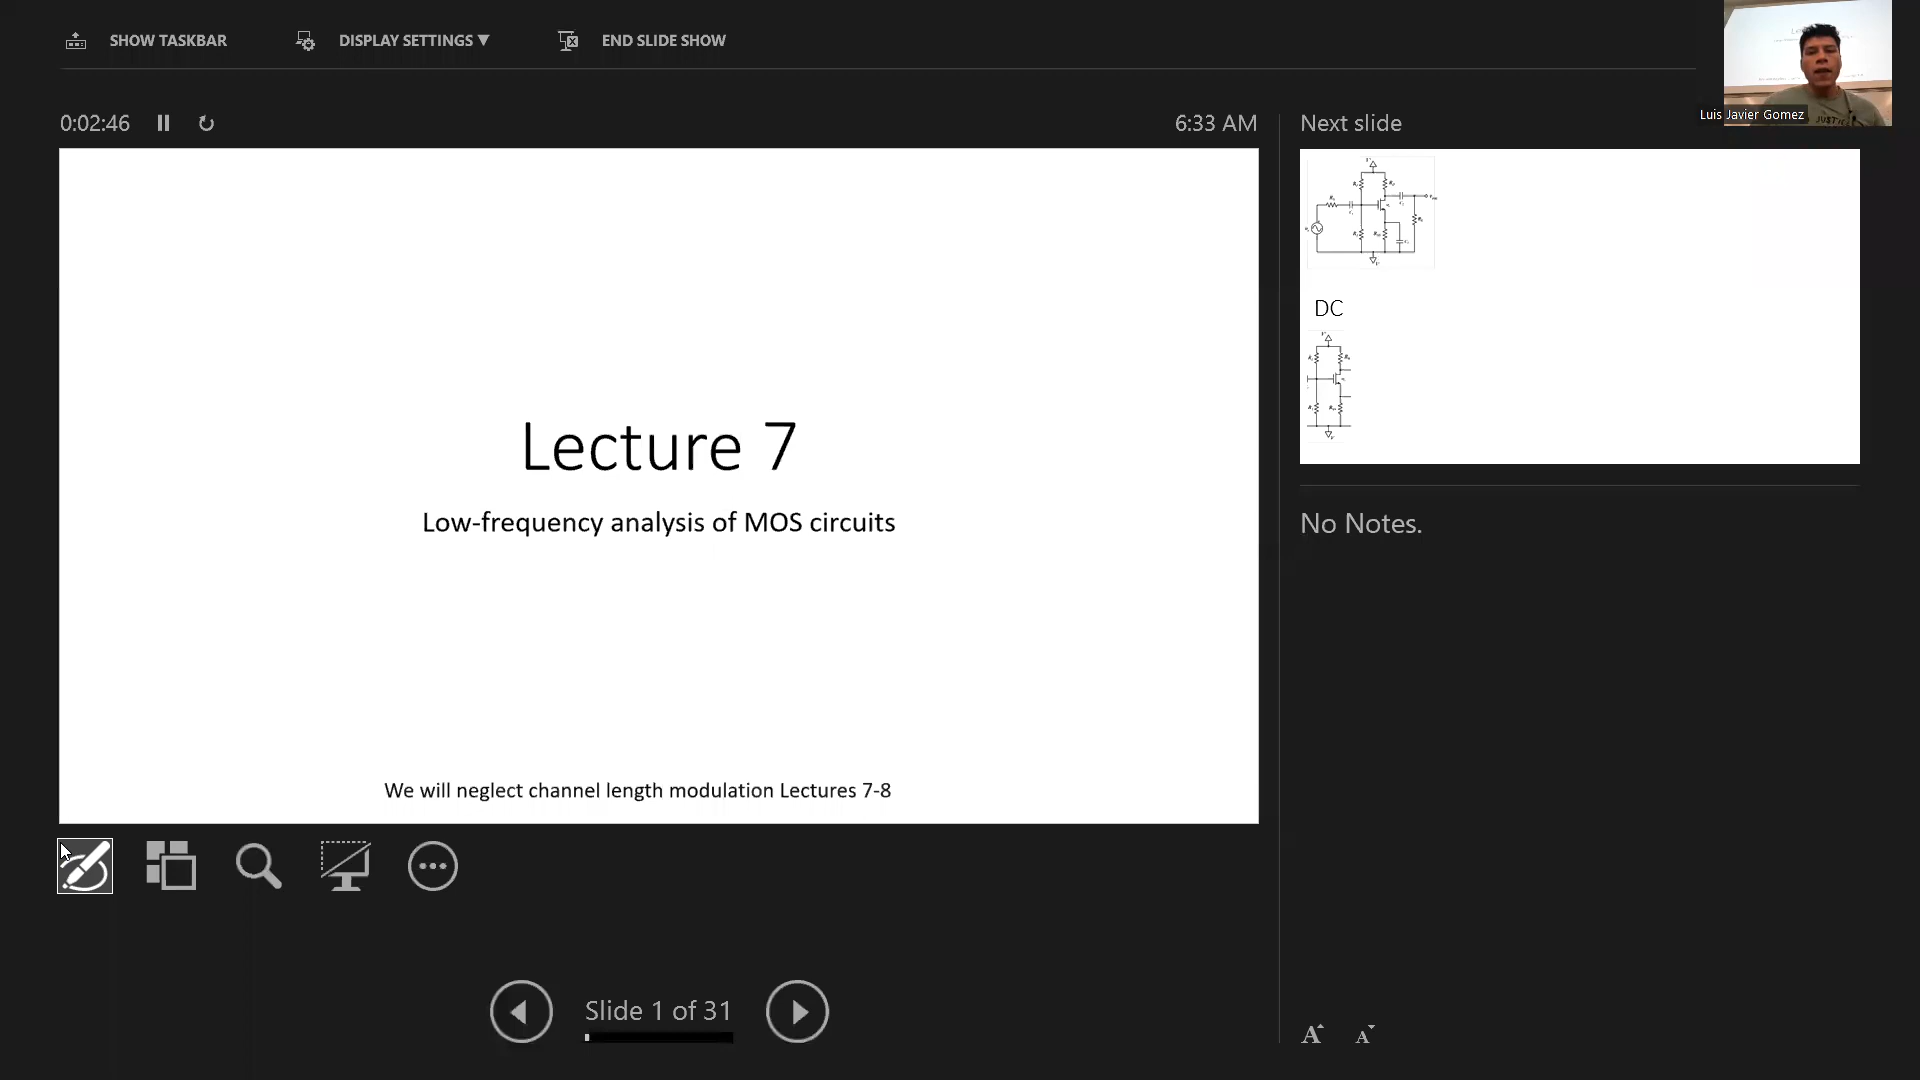 SHOW TASKBAR
DISPLAY SETTINGS ▼
END SLIDE SHOW
Luis Javier Gomez
0:02:46
6:33 AM
Next slide
Lecture 7
Low-frequency analysis of MOS circuits
We will neglect channel length modulation Lectures 7-8
DC
No Notes.
Slide 1 of 31
A
A